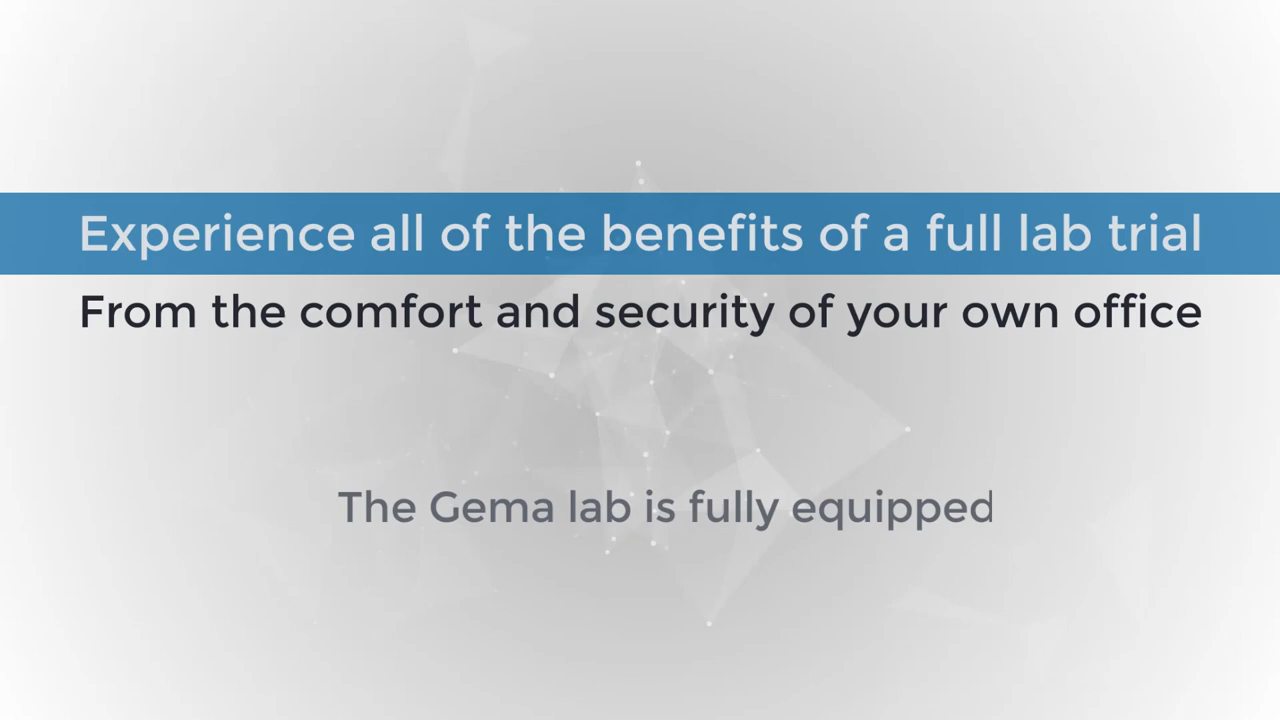 Experience all of the benefits of a full lab trial
From the comfort and security of your own office
The Gema lab is fully equipped